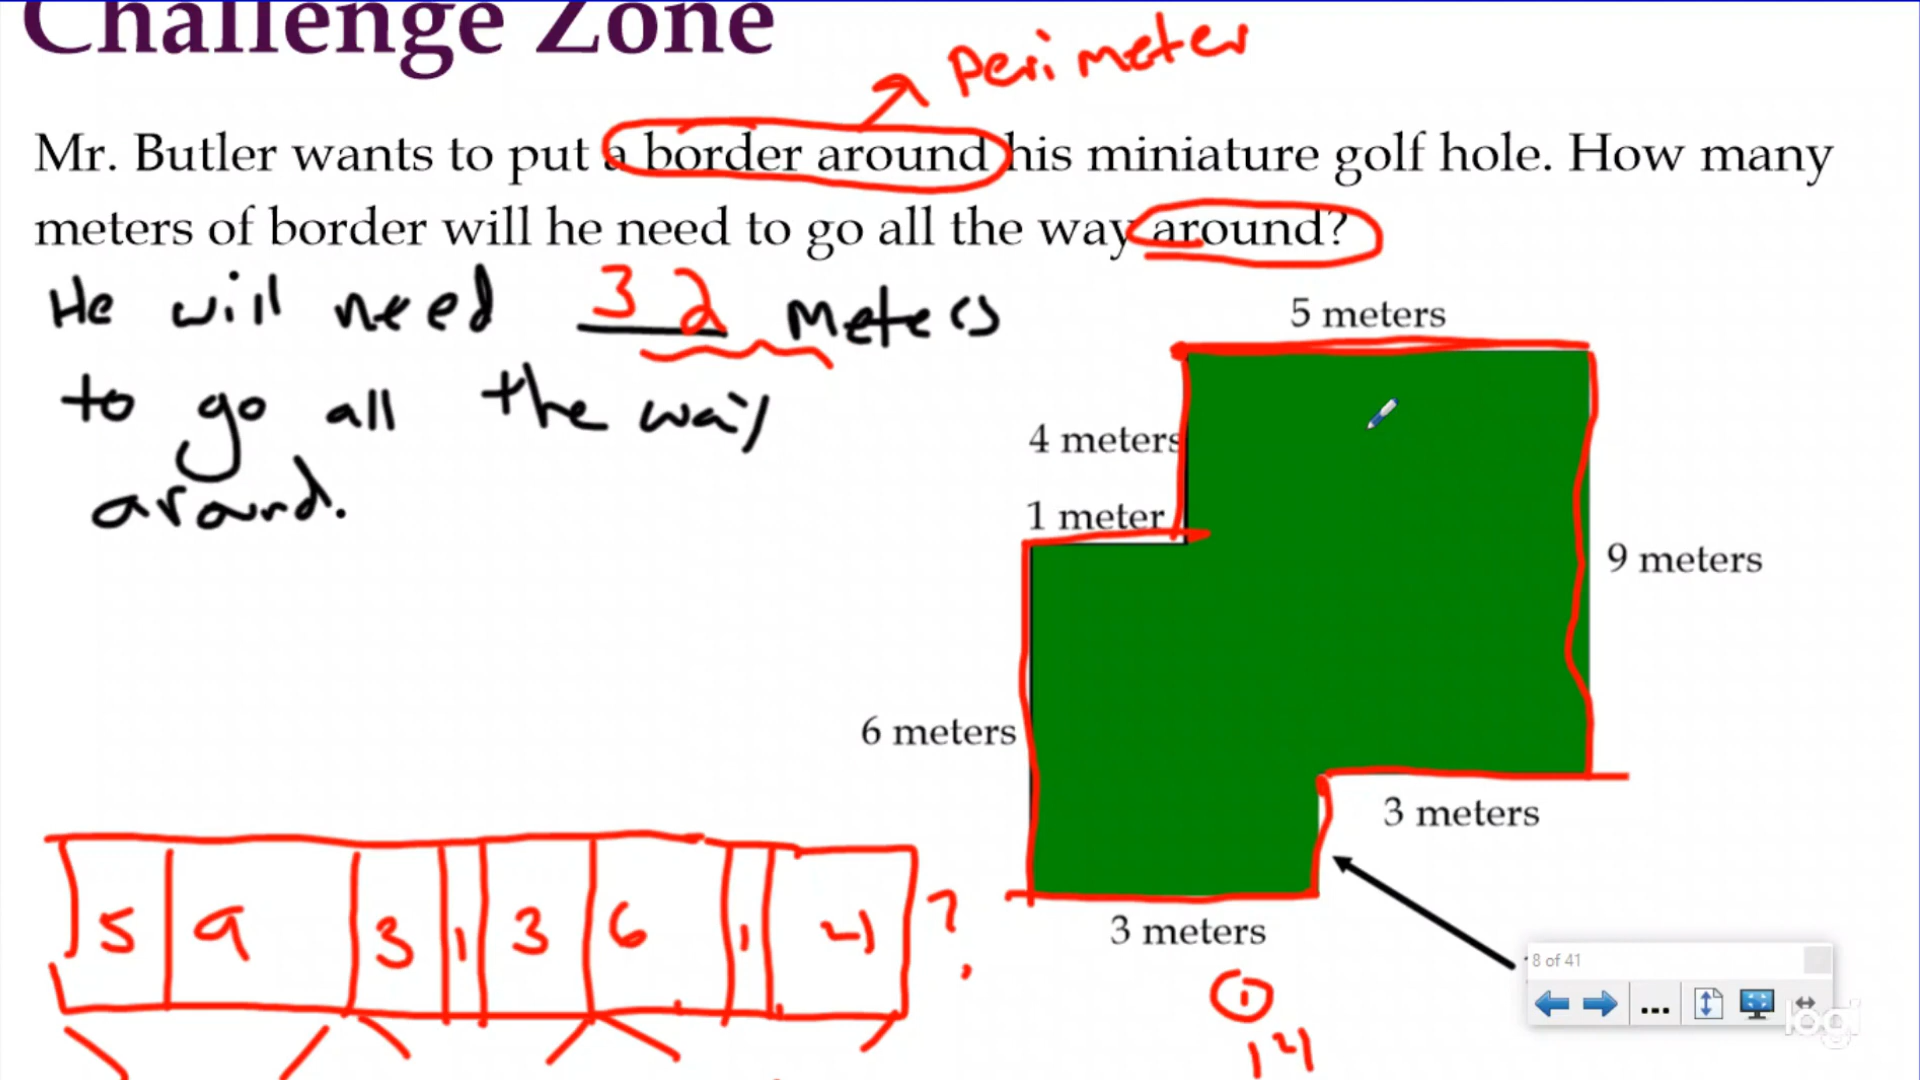 Challenge Zone
perimeter
Mr. Butler wants to put a border around his miniature golf hole. How many
meters of border will he need to go all the way around?
He will need 32 meters
to go all the way
around.
5 meters
4 meters
1 meter
9 meters
6 meters
3 meters
3 meters
5 9 3 1 3 6 1 4 ?
1
14
8 of 41
...
logi